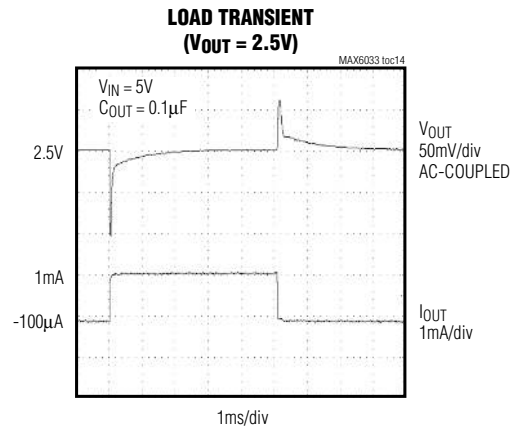 LOAD TRANSIENT
(VOUT = 2.5V)
MAX6033 toc14
VIN = 5V
COUT = 0.1μF
2.5V
VOUT
50mV/div
AC-COUPLED
1mA
-100μA
IOUT
1mA/div
1ms/div